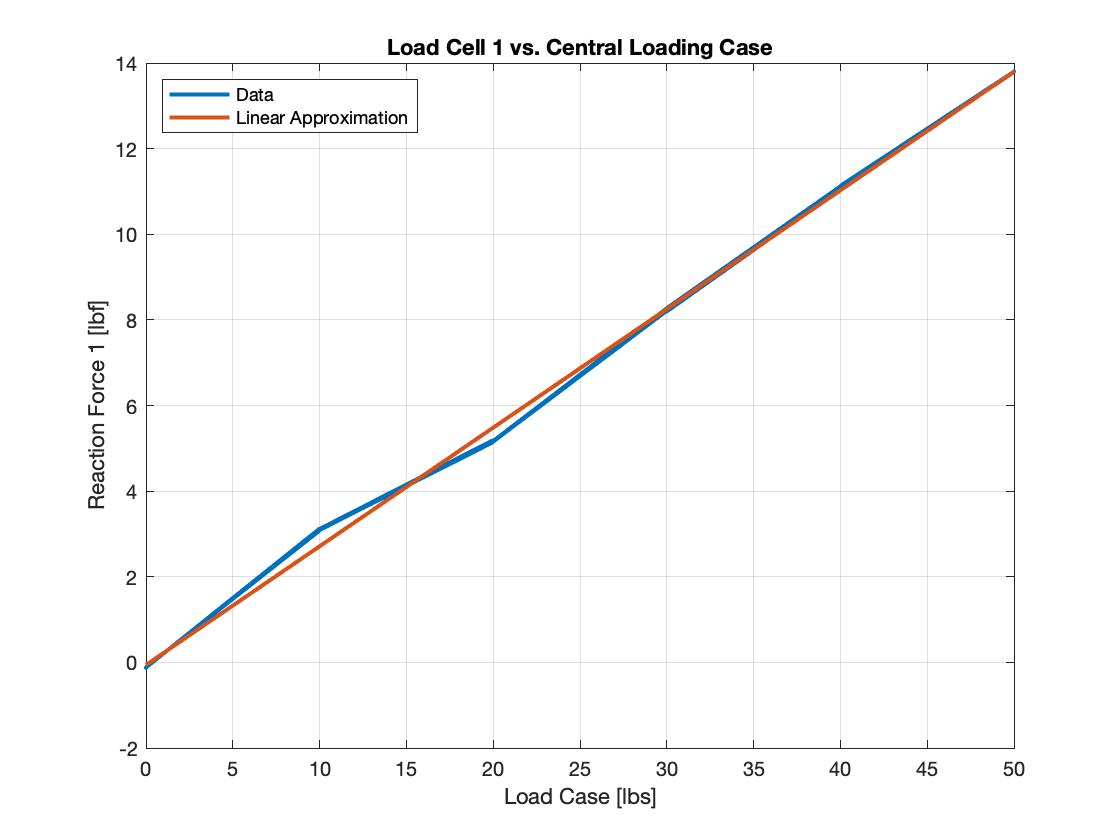 Load Cell 1 vs. Central Loading Case
Data
Linear Approximation
14
12
10
8
6
4
2
0
-2
Reaction Force 1 [lbf]
0 5 10 15 20 25 30 35 40 45 50
Load Case [lbs]